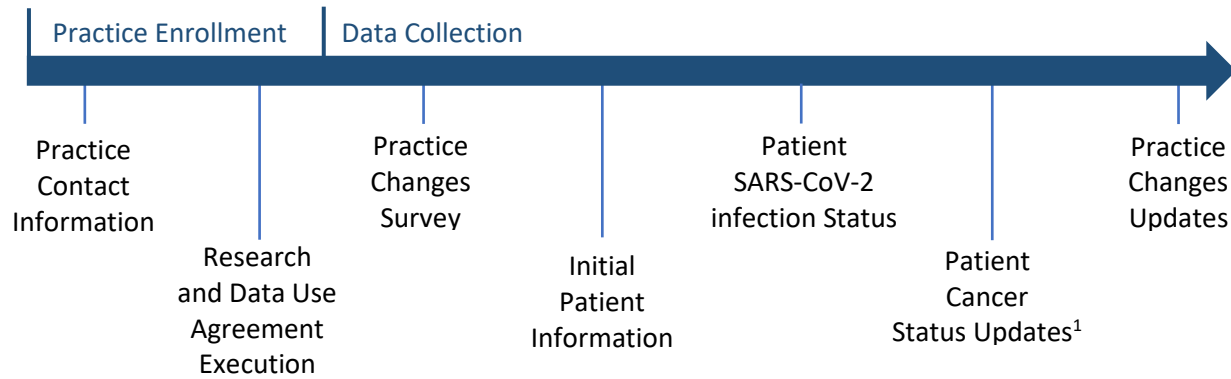 Practice Enrollment
Data Collection
Practice
Contact
Information
Research
and Data Use
Agreement
Execution
Practice
Changes
Survey
Initial
Patient
Information
Patient
SARS-CoV-2
infection Status
Patient
Cancer
Status Updates¹
Practice
Changes
Updates